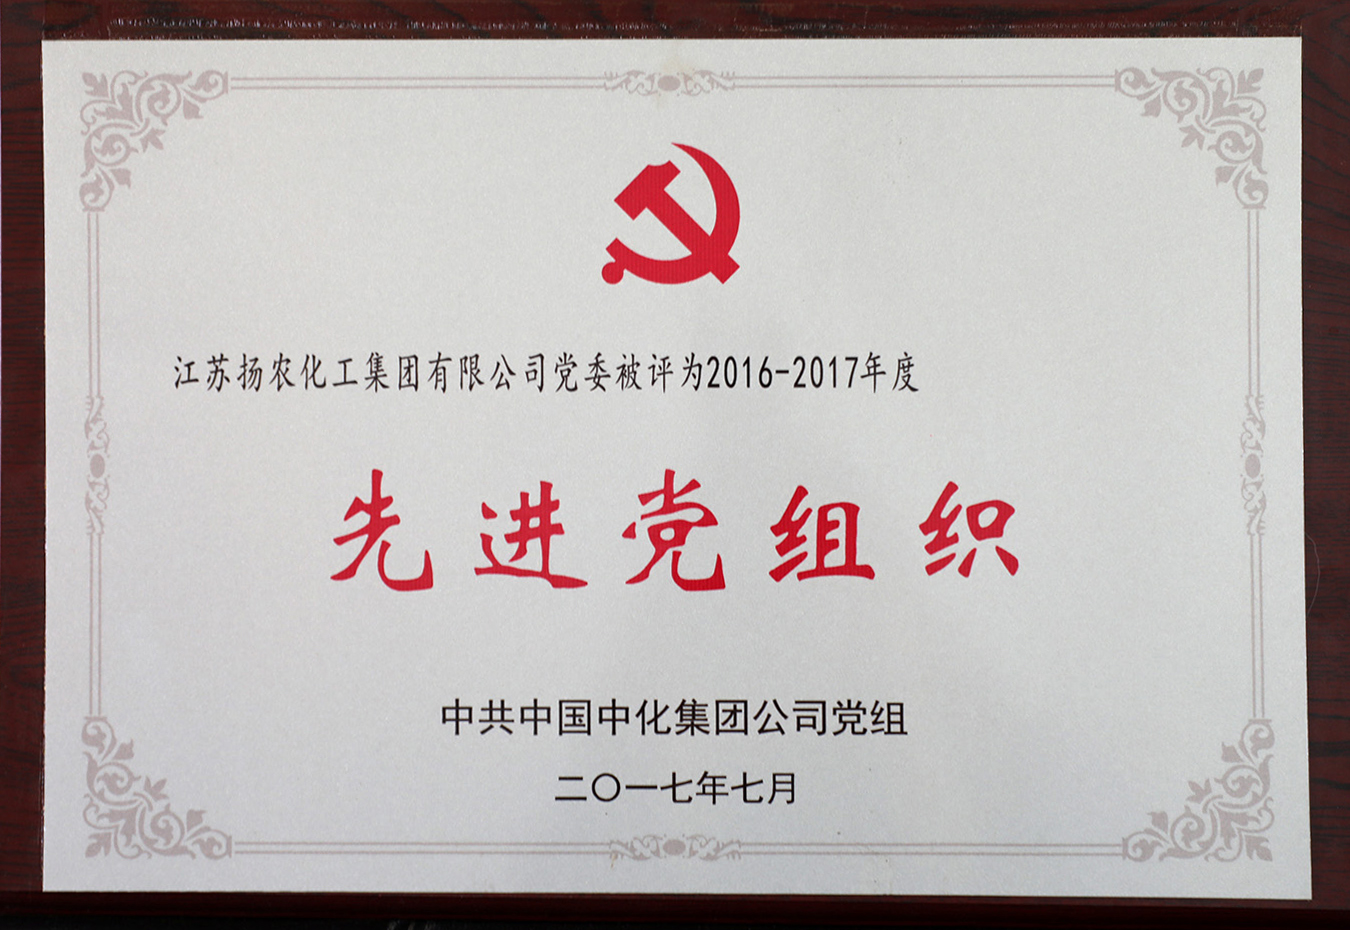 江苏扬农化工集团有限公司党委被评为2016-2017年度
先进党组织
中共中国中化集团公司党组
二〇一七年七月